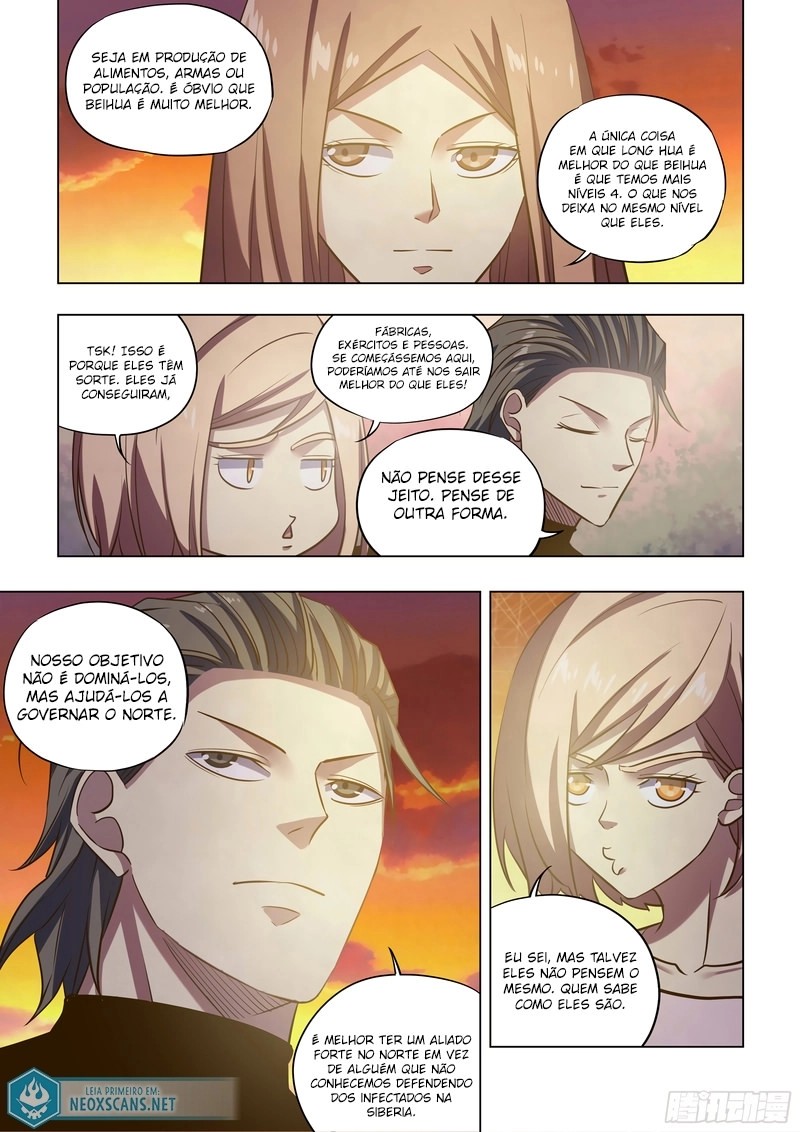 SEJA EM PRODUÇÃO DE
ALIMENTOS, ARMAS OU
POPULAÇÃO. É ÓBVIO QUE
BEIHUA É MUITO MELHOR.
A ÚNICA COISA
EM QUE LONG HUA É
MELHOR DO QUE BEIHUA
É QUE TEMOS MAIS
NÍVEIS 4. O QUE NOS
DEIXA NO MESMO NÍVEL
QUE ELES.
TSK! ISSO É
PORQUE ELES TÊM
SORTE. ELES JÁ
CONSEGUIRAM,
FÁBRICAS,
EXÉRCITOS E PESSOAS.
SE COMEÇÁSSEMOS AQUI,
PODERÍAMOS ATÉ NOS SAIR
MELHOR DO QUE ELES!
NÃO PENSE DESSE
JEITO. PENSE DE
OUTRA FORMA.
NOSSO OBJETIVO
NÃO É DOMINÁ-LOS,
MAS AJUDÁ-LOS A
GOVERNAR O NORTE.
EU SEI, MAS TALVEZ
ELES NÃO PENSEM O
MESMO. QUEM SABE
COMO ELES SÃO.
É MELHOR TER UM ALIADO
FORTE NO NORTE EM VEZ
DE ALGUÉM QUE NÃO
CONHECEMOS DEFENDENDO
DOS INFECTADOS NA
SIBERIA.
LEIA PRIMEIRO EM:
NEOXSCANS.NET
腾讯动漫